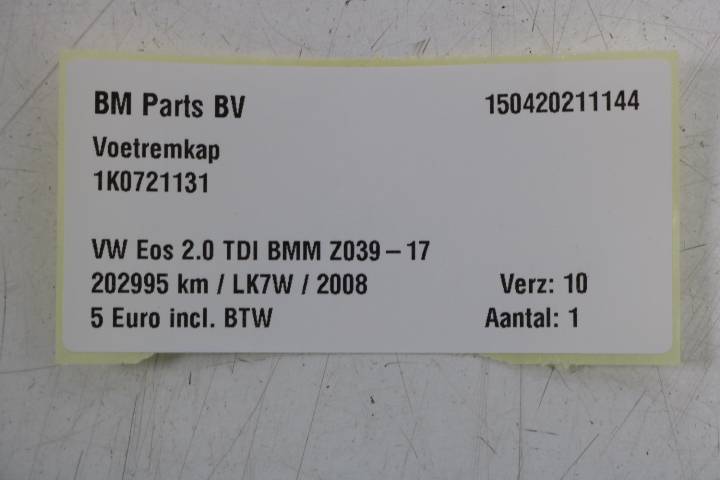 BM Parts BV 150420211144
Voetremkap
1K0721131
VW Eos 2.0 TDI BMM Z039 – 17
202995 km / LK7W / 2008 Verz: 10
5 Euro incl. BTW Aantal: 1